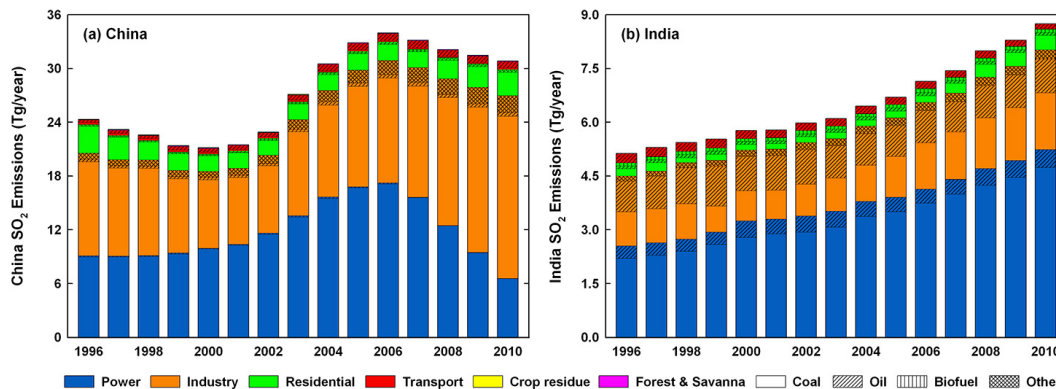 (a) China
China SO2 Emissions (Tg/year)
36
30
24
18
12
6
0
1996 1998 2000 2002 2004 2006 2008 2010
(b) India
India SO2 Emissions (Tg/year)
9.0
7.5
6.0
4.5
3.0
1.5
0.0
1996 1998 2000 2002 2004 2006 2008 2010
Power Industry Residential Transport Crop residue Forest & Savanna Coal Oil Biofuel Other